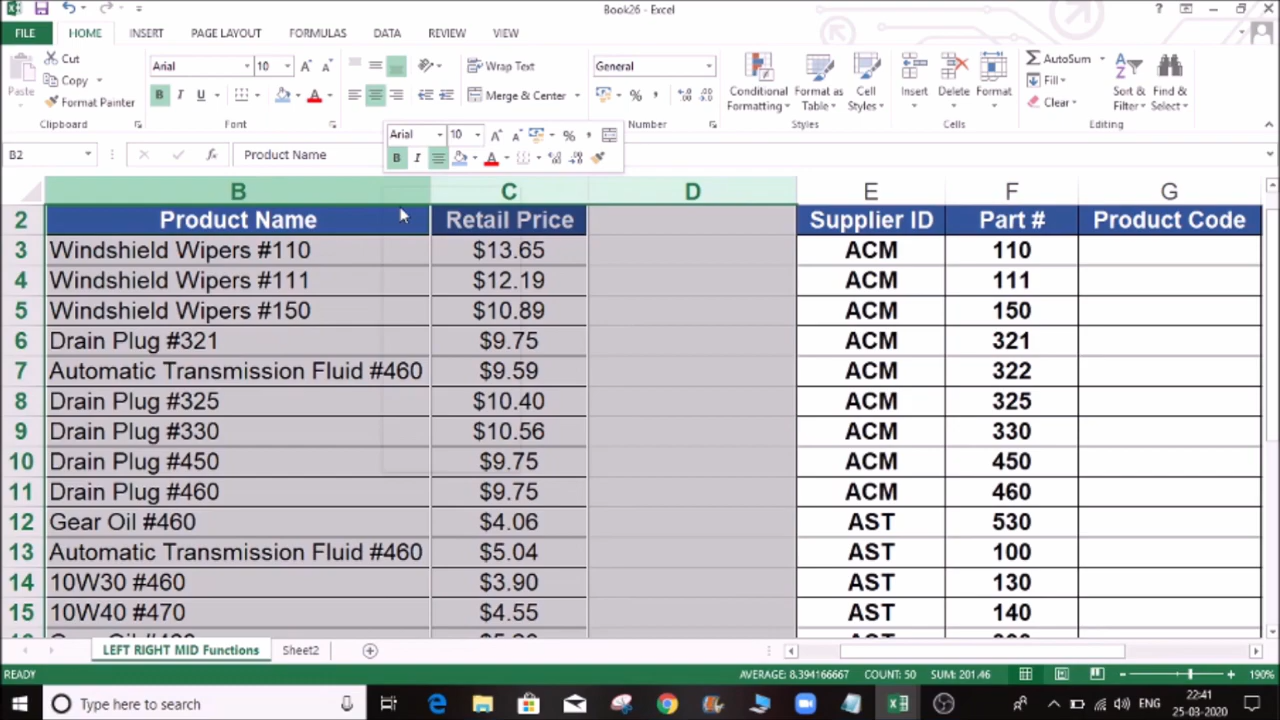 Book26 - Excel
FILE HOME INSERT PAGE LAYOUT FORMULAS DATA REVIEW VIEW
Cut
Copy
Format Painter
Paste
Clipboard
Arial 10
B I U A
Font
Wrap Text
Merge & Center
General
% ,
Number
Conditional Formatting
Format as Table
Cell Styles
Styles
Insert Delete Format
Cells
AutoSum
Fill
Clear
Sort & Filter
Find & Select
Editing
Arial 10 A A % ,
B I A
B2 fx Product Name
B C D E F G
2 Product Name Retail Price Supplier ID Part # Product Code
3 Windshield Wipers #110 $13.65 ACM 110
4 Windshield Wipers #111 $12.19 ACM 111
5 Windshield Wipers #150 $10.89 ACM 150
6 Drain Plug #321 $9.75 ACM 321
7 Automatic Transmission Fluid #460 $9.59 ACM 322
8 Drain Plug #325 $10.40 ACM 325
9 Drain Plug #330 $10.56 ACM 330
10 Drain Plug #450 $9.75 ACM 450
11 Drain Plug #460 $9.75 ACM 460
12 Gear Oil #460 $4.06 AST 530
13 Automatic Transmission Fluid #460 $5.04 AST 100
14 10W30 #460 $3.90 AST 130
15 10W40 #470 $4.55 AST 140
LEFT RIGHT MID Functions Sheet2
READY AVERAGE: 8.394166667 COUNT: 50 SUM: 201.46 190%
Type here to search
ENG
22:41
25-03-2020